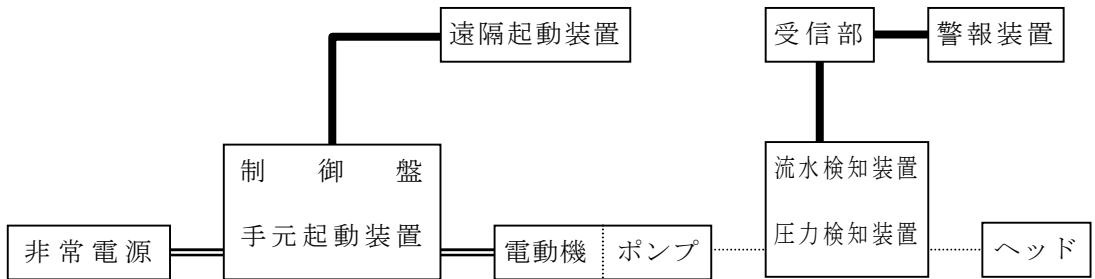 遠隔起動装置
受信部
警報装置
制御盤
手元起動装置
流水検知装置
圧力検知装置
非常電源
電動機
ポンプ
ヘッド